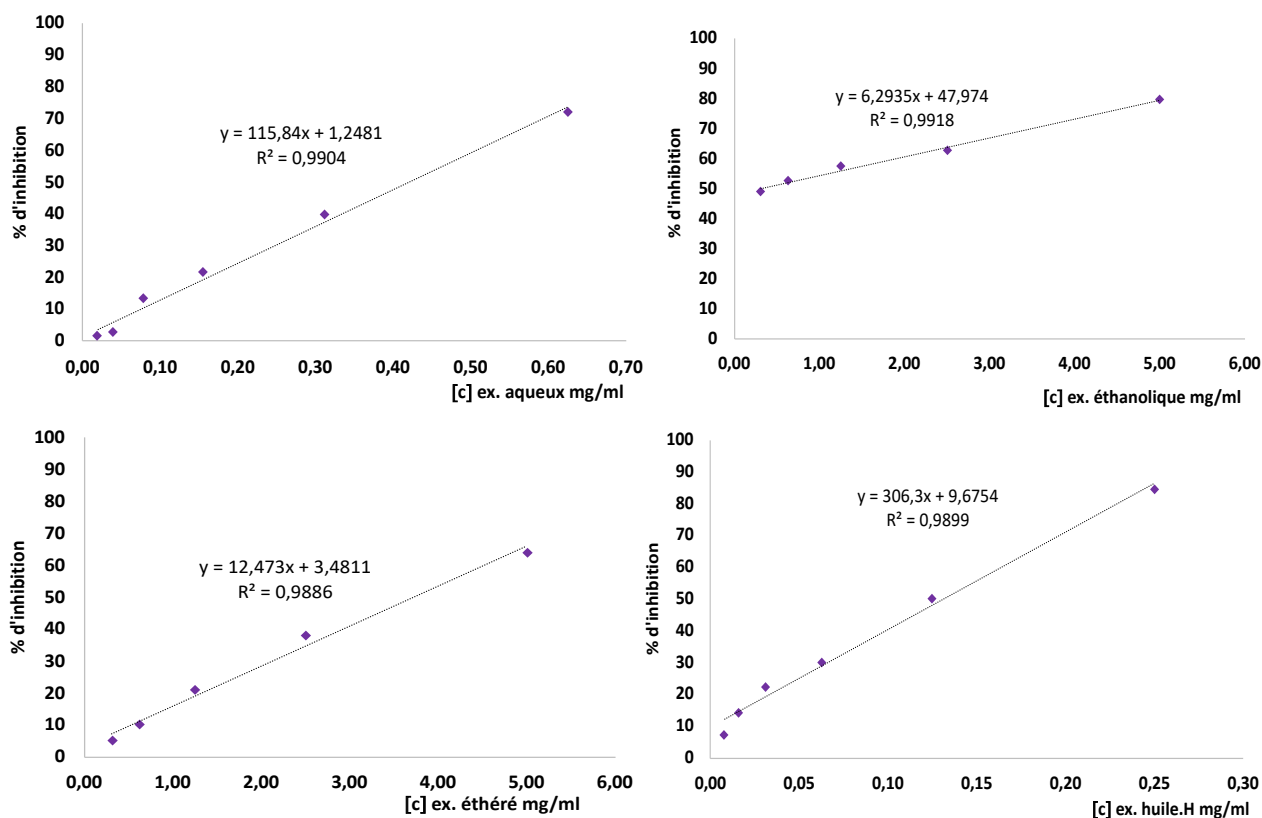 100
90
80
70
60
50
40
30
20
10
0
% d'inhibition
y = 115,84x + 1,2481
R² = 0,9904
0,00 0,10 0,20 0,30 0,40 0,50 0,60 0,70
[c] ex. aqueux mg/ml
100
90
80
70
60
50
40
30
20
10
0
% d'inhibition
y = 6,2935x + 47,974
R² = 0,9918
0,00 1,00 2,00 3,00 4,00 5,00 6,00
[c] ex. éthanolique mg/ml
100
90
80
70
60
50
40
30
20
10
0
% d'inhibition
y = 12,473x + 3,4811
R² = 0,9886
0,00 1,00 2,00 3,00 4,00 5,00 6,00
[c] ex. éthéré mg/ml
100
90
80
70
60
50
40
30
20
10
0
% d'inhibition
y = 306,3x + 9,6754
R² = 0,9899
0,00 0,05 0,10 0,15 0,20 0,25 0,30
[c] ex. huile.H mg/ml